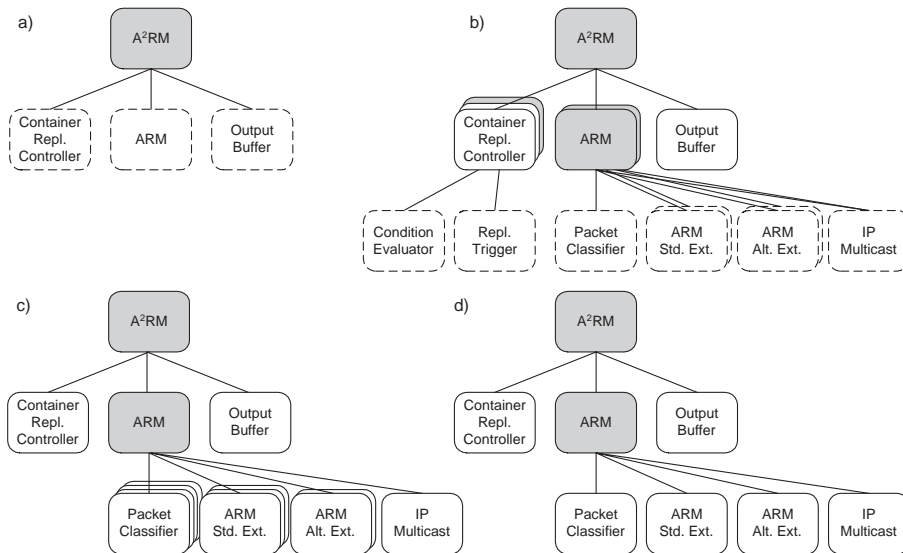 a)
A²RM
Container
Repl.
Controller
ARM
Output
Buffer
b)
A²RM
Container
Repl.
Controller
ARM
Output
Buffer
Condition
Evaluator
Repl.
Trigger
Packet
Classifier
ARM
Std. Ext.
ARM
Alt. Ext.
IP
Multicast
c)
A²RM
Container
Repl.
Controller
ARM
Output
Buffer
Packet
Classifier
ARM
Std. Ext.
ARM
Alt. Ext.
IP
Multicast
d)
A²RM
Container
Repl.
Controller
ARM
Output
Buffer
Packet
Classifier
ARM
Std. Ext.
ARM
Alt. Ext.
IP
Multicast